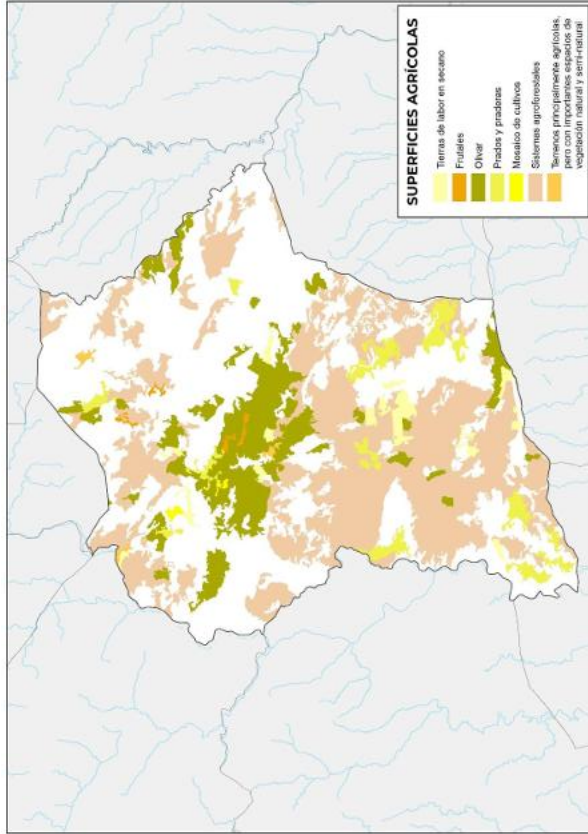 SUPERFICIES AGRÍCOLAS
Tierras de labor en secano
Frutales
Olivar
Prados y praderas
Mosaico de cultivos
Sistemas agroforestales
Terrenos principalmente agrícolas,
pero con importantes espacios de
vegetación natural y semi-natural